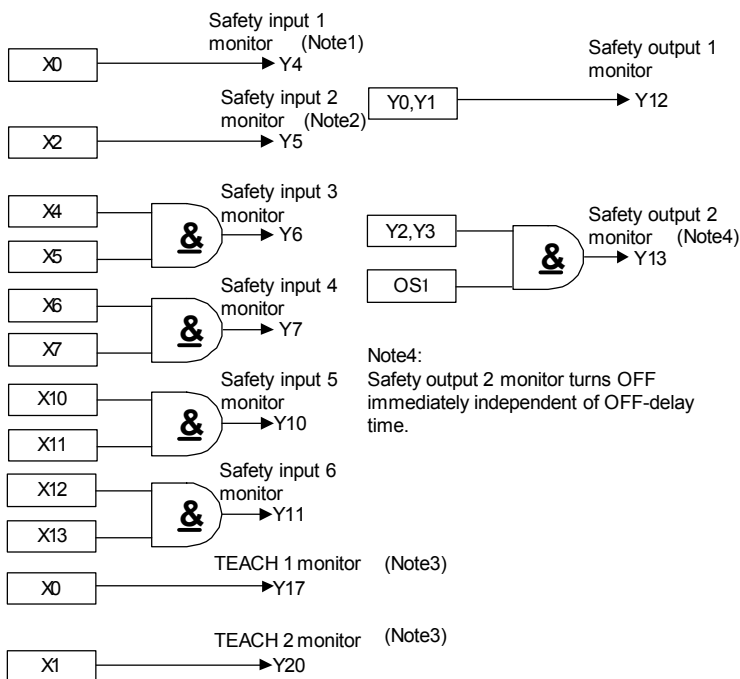 Safety input 1
monitor (Note1)
X0
Y4
Safety input 2
monitor (Note2)
X2
Y5
Safety input 3
monitor
X4
&
Y6
X5
Safety input 4
monitor
X6
&
Y7
X7
Safety input 5
monitor
X10
&
Y10
X11
Safety input 6
monitor
X12
&
Y11
X13
TEACH 1 monitor (Note3)
X0
Y17
TEACH 2 monitor (Note3)
X1
Y20
Safety output 1
monitor
Y0,Y1
Y12
Safety output 2
monitor (Note4)
Y2,Y3
&
Y13
OS1
Note4:
Safety output 2 monitor turns OFF
immediately independent of OFF-delay
time.